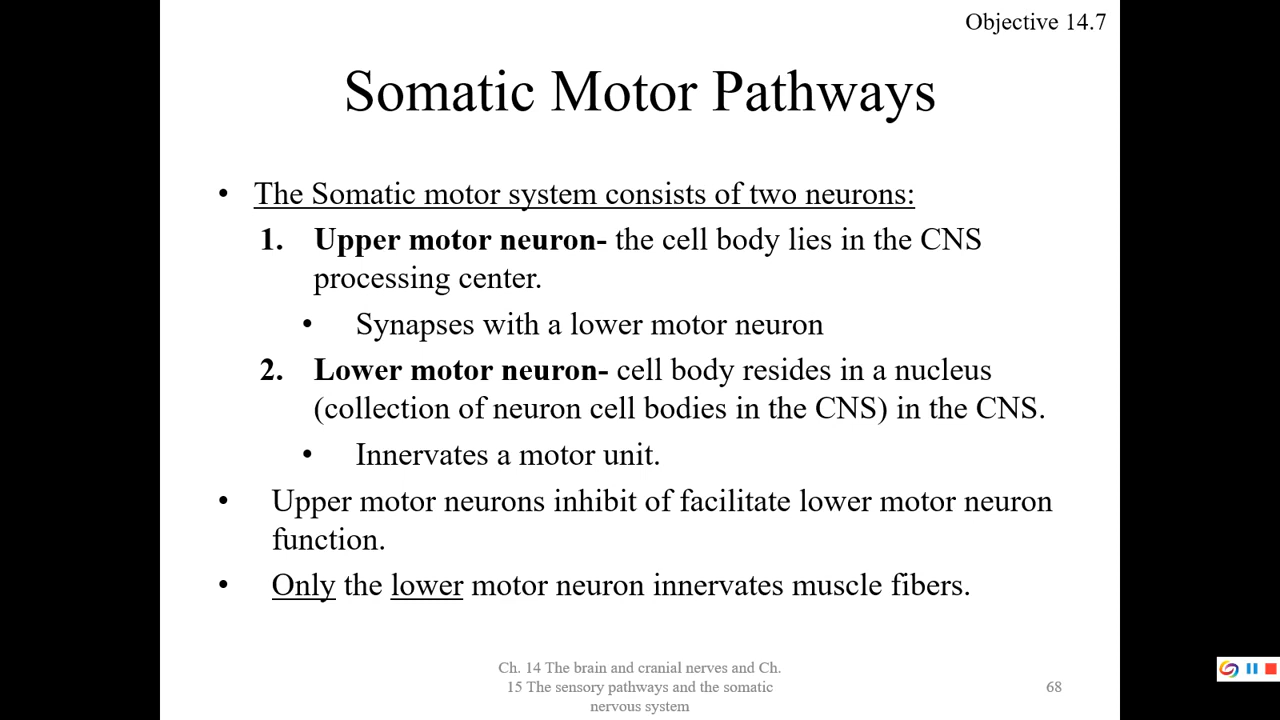 Objective 14.7
Somatic Motor Pathways
• The Somatic motor system consists of two neurons:
1. Upper motor neuron- the cell body lies in the CNS
processing center.
• Synapses with a lower motor neuron
2. Lower motor neuron- cell body resides in a nucleus
(collection of neuron cell bodies in the CNS) in the CNS.
• Innervates a motor unit.
• Upper motor neurons inhibit of facilitate lower motor neuron
function.
• Only the lower motor neuron innervates muscle fibers.
Ch. 14 The brain and cranial nerves and Ch.
15 The sensory pathways and the somatic
nervous system
68